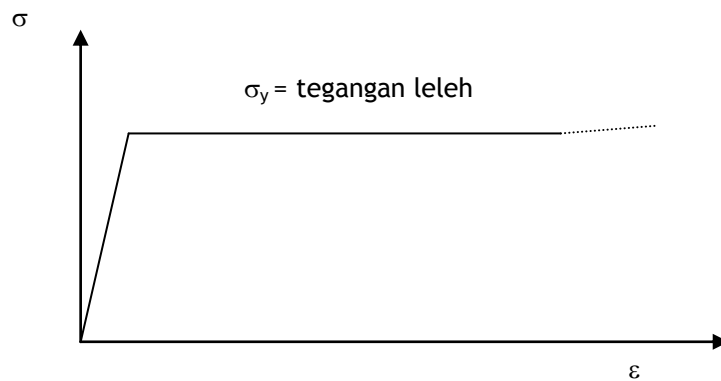 σ
σy = tegangan leleh
ε